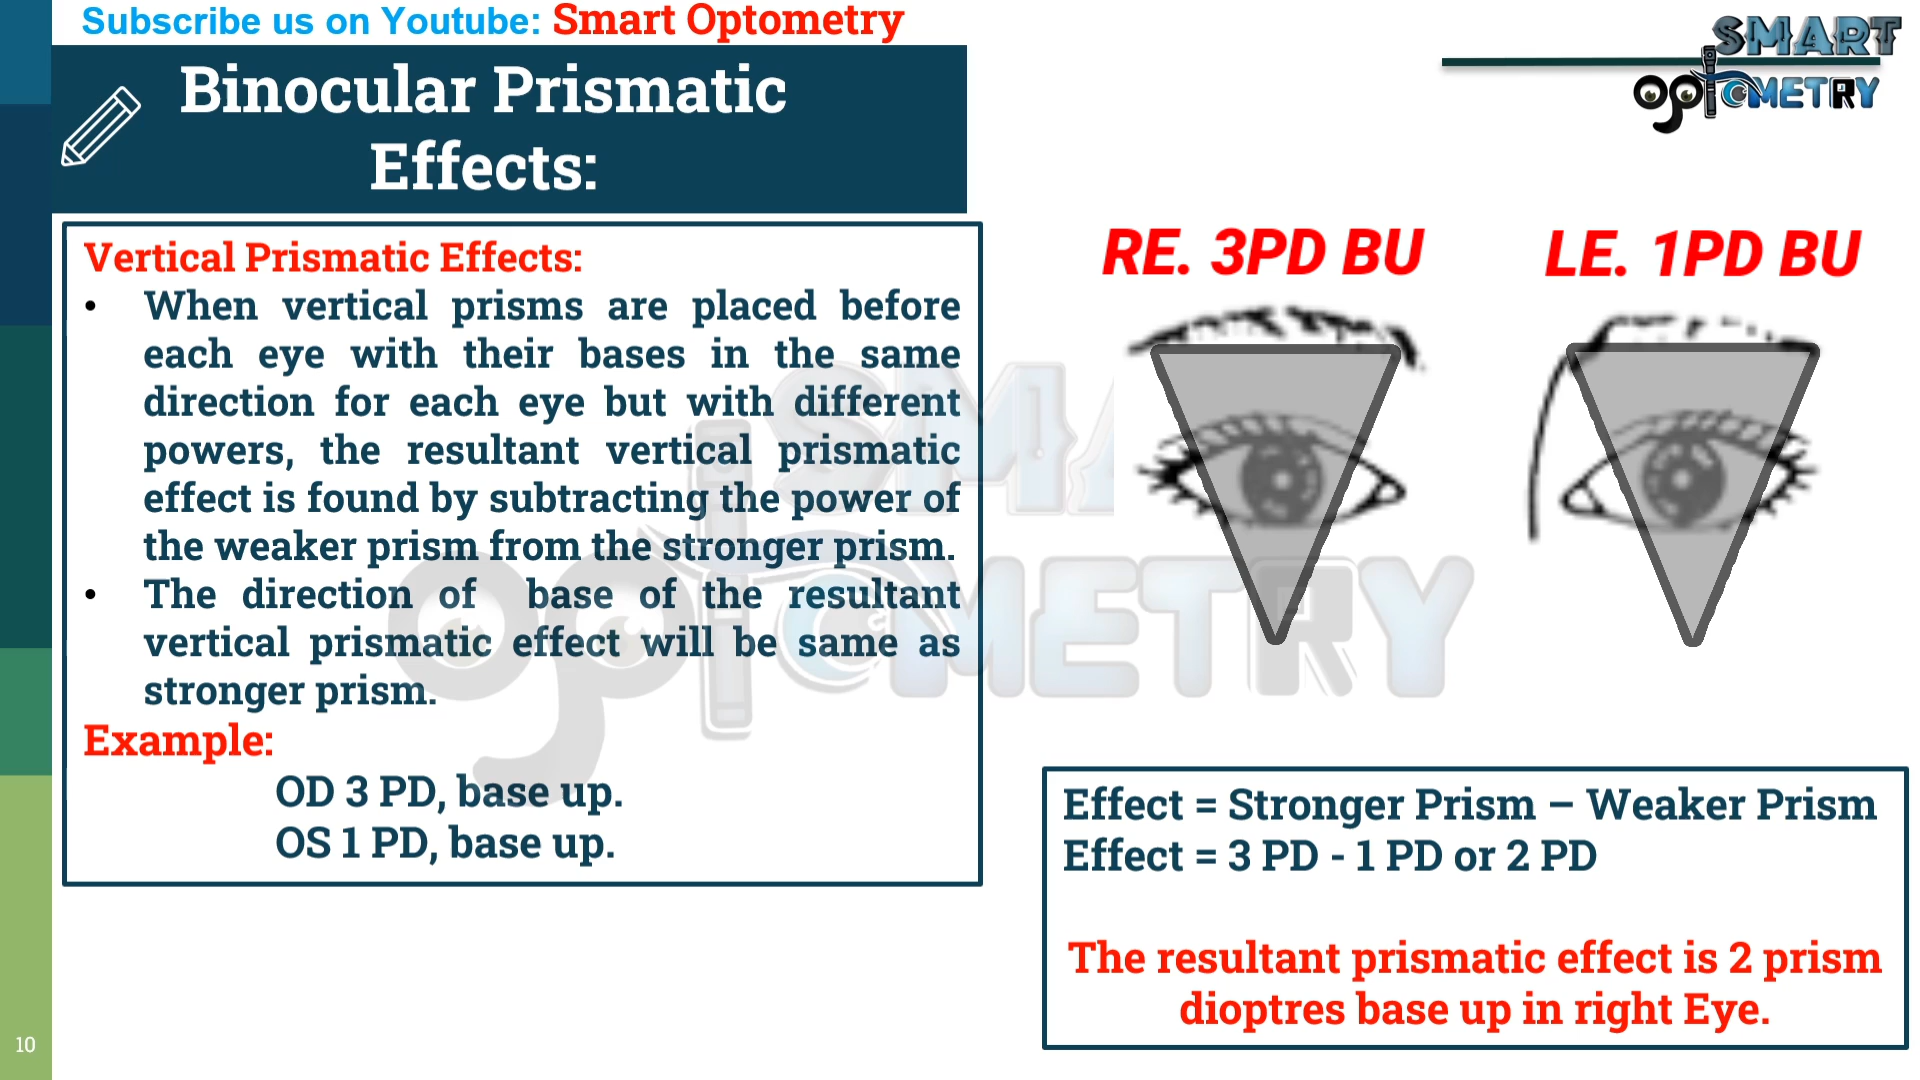 Subscribe us on Youtube: Smart Optometry
Binocular Prismatic
Effects:
SMART
OptOMETRY
Vertical Prismatic Effects:
• When vertical prisms are placed before
each eye with their bases in the same
direction for each eye but with different
powers, the resultant vertical prismatic
effect is found by subtracting the power of
the weaker prism from the stronger prism.
• The direction of base of the resultant
vertical prismatic effect will be same as
stronger prism.
Example:
OD 3 PD, base up.
OS 1 PD, base up.
RE. 3PD BU
LE. 1PD BU
SMA
OptOMETRY
Effect = Stronger Prism – Weaker Prism
Effect = 3 PD - 1 PD or 2 PD
The resultant prismatic effect is 2 prism
dioptres base up in right Eye.
10